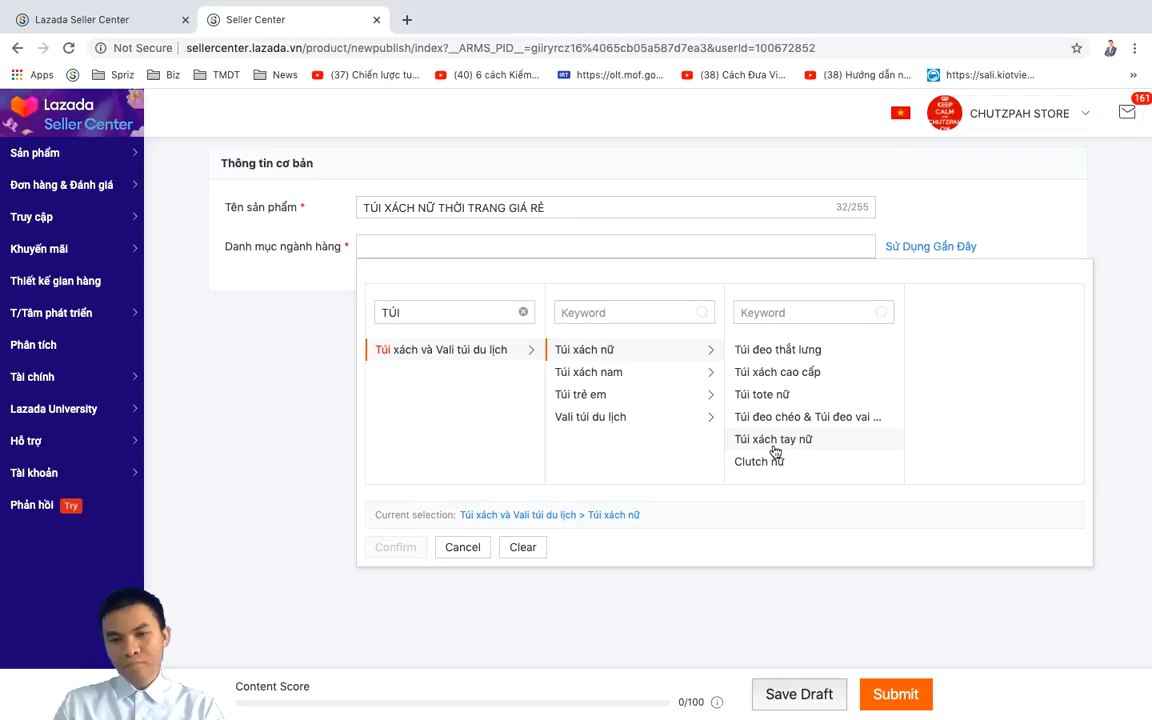 Lazada Seller Center
Seller Center
Not Secure
sellercenter.lazada.vn/product/newpublish/index?__ARMS_PID__=giiryrcz16%4065cb05a587d7ea3&userId=100672852
Apps
Spriz
Biz
TMDT
News
(37) Chiến lược tu...
(40) 6 cách Kiếm...
https://olt.mof.go...
(38) Cách Đưa Vi...
(38) Hướng dẫn n...
https://sali.kiotvie...
Lazada
Seller Center
KEEP
CALM
CHUTZPAH
ON
CHUTZPAH STORE
161
Sản phẩm
Đơn hàng & Đánh giá
Truy cập
Khuyến mãi
Thiết kế gian hàng
T/Tâm phát triển
Phân tích
Tài chính
Lazada University
Hỗ trợ
Tài khoản
Phản hồi Try
Thông tin cơ bản
Tên sản phẩm *
TÚI XÁCH NỮ THỜI TRANG GIÁ RẺ
32/255
Danh mục ngành hàng *
Sử Dụng Gần Đây
TÚI
Keyword
Keyword
Túi xách và Vali túi du lịch
Túi xách nữ
Túi xách nam
Túi trẻ em
Vali túi du lịch
Túi đeo thắt lưng
Túi xách cao cấp
Túi tote nữ
Túi đeo chéo & Túi đeo vai ...
Túi xách tay nữ
Clutch nữ
Current selection: Túi xách và Vali túi du lịch > Túi xách nữ
Confirm
Cancel
Clear
Content Score
0/100
Save Draft
Submit